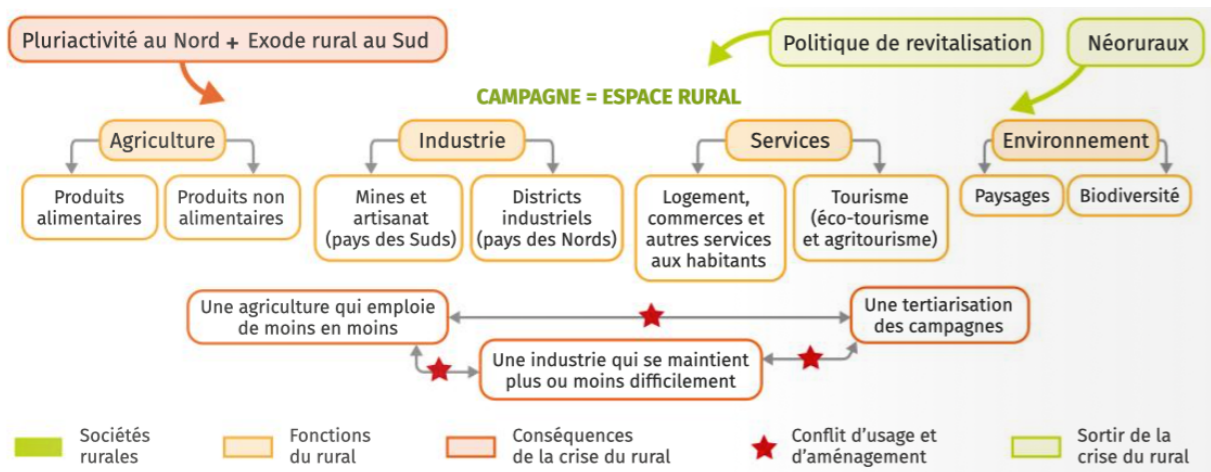 Pluriactivité au Nord + Exode rural au Sud
Politique de revitalisation
Néoruraux
CAMPAGNE = ESPACE RURAL
Agriculture
Industrie
Services
Environnement
Produits
alimentaires
Produits non
alimentaires
Mines et
artisanat
(pays des Suds)
Districts
industriels
(pays des Nords)
Logement,
commerces et
autres services
aux habitants
Tourisme
(éco-tourisme
et agritourisme)
Paysages
Biodiversité
Une agriculture qui emploie
de moins en moins
Une tertiarisation
des campagnes
Une industrie qui se maintient
plus ou moins difficilement
Sociétés
rurales
Fonctions
du rural
Conséquences
de la crise du rural
Conflit d'usage et
d'aménagement
Sortir de la
crise du rural